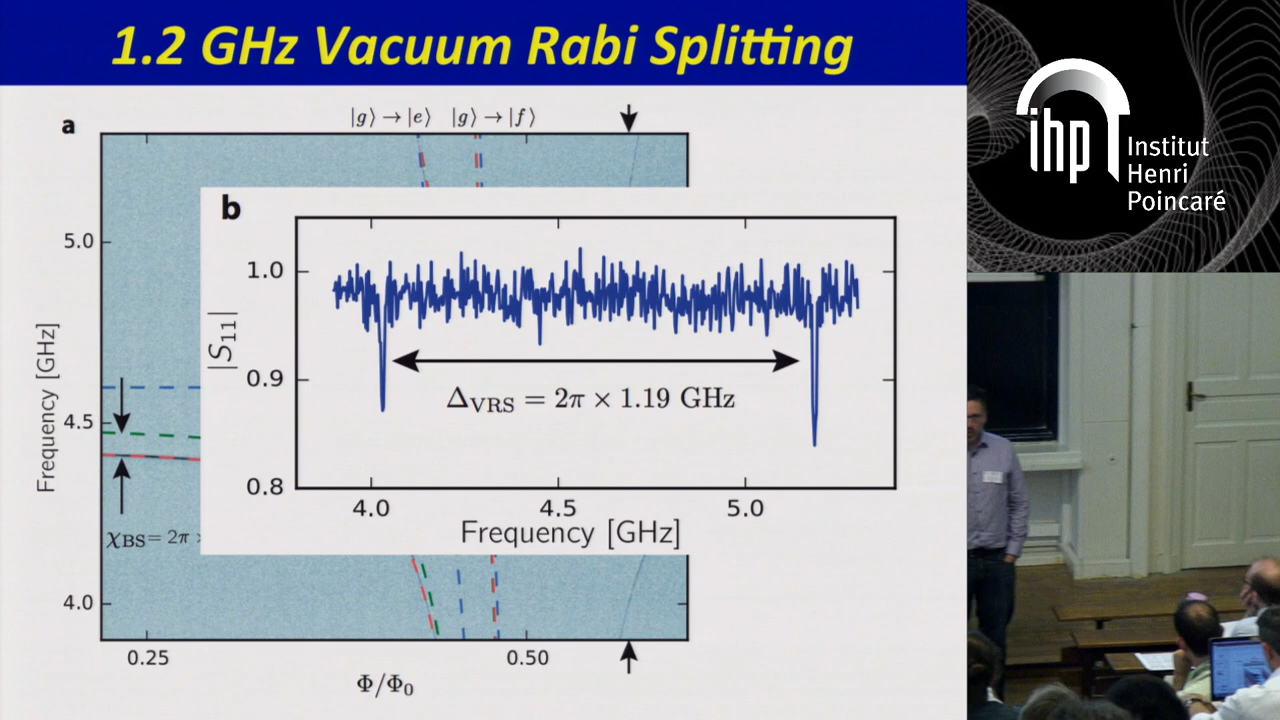 1.2 GHz Vacuum Rabi Splitting
a
|g⟩→|e⟩ |g⟩→|f⟩
5.0
4.5
4.0
Frequency [GHz]
χBS = 2π ×
0.25
0.50
Φ/Φ0
b
1.0
0.9
0.8
|S11|
ΔVRS = 2π × 1.19 GHz
4.0
4.5
5.0
Frequency [GHz]
ihp
Institut
Henri
Poincaré